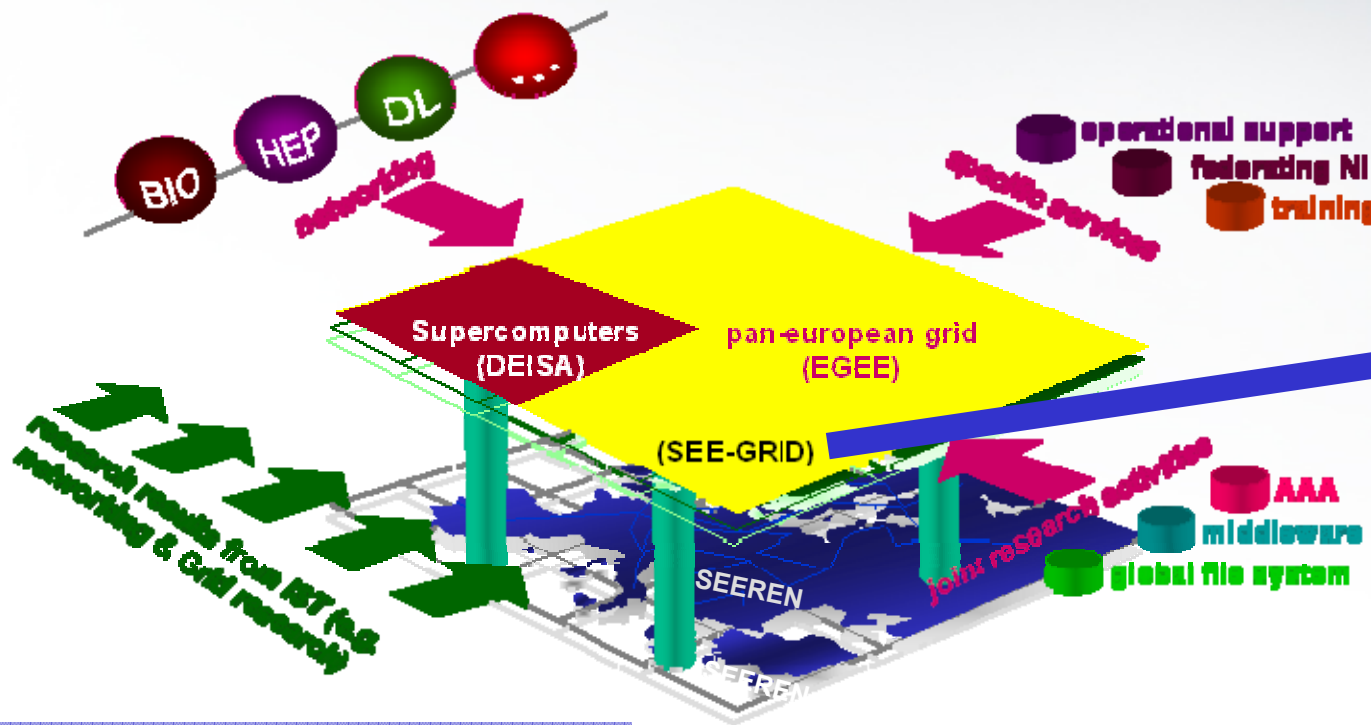 BIO
HEP
DL
...
networking
operational support
federating NI
training
specific services
Supercomputers
(DEISA)
pan-european grid
(EGEE)
(SEE-GRID)
research results from IST (e.g.
networking & Grid research)
joint research activities
AAA
middleware
global file system
SEEREN
SEEREN